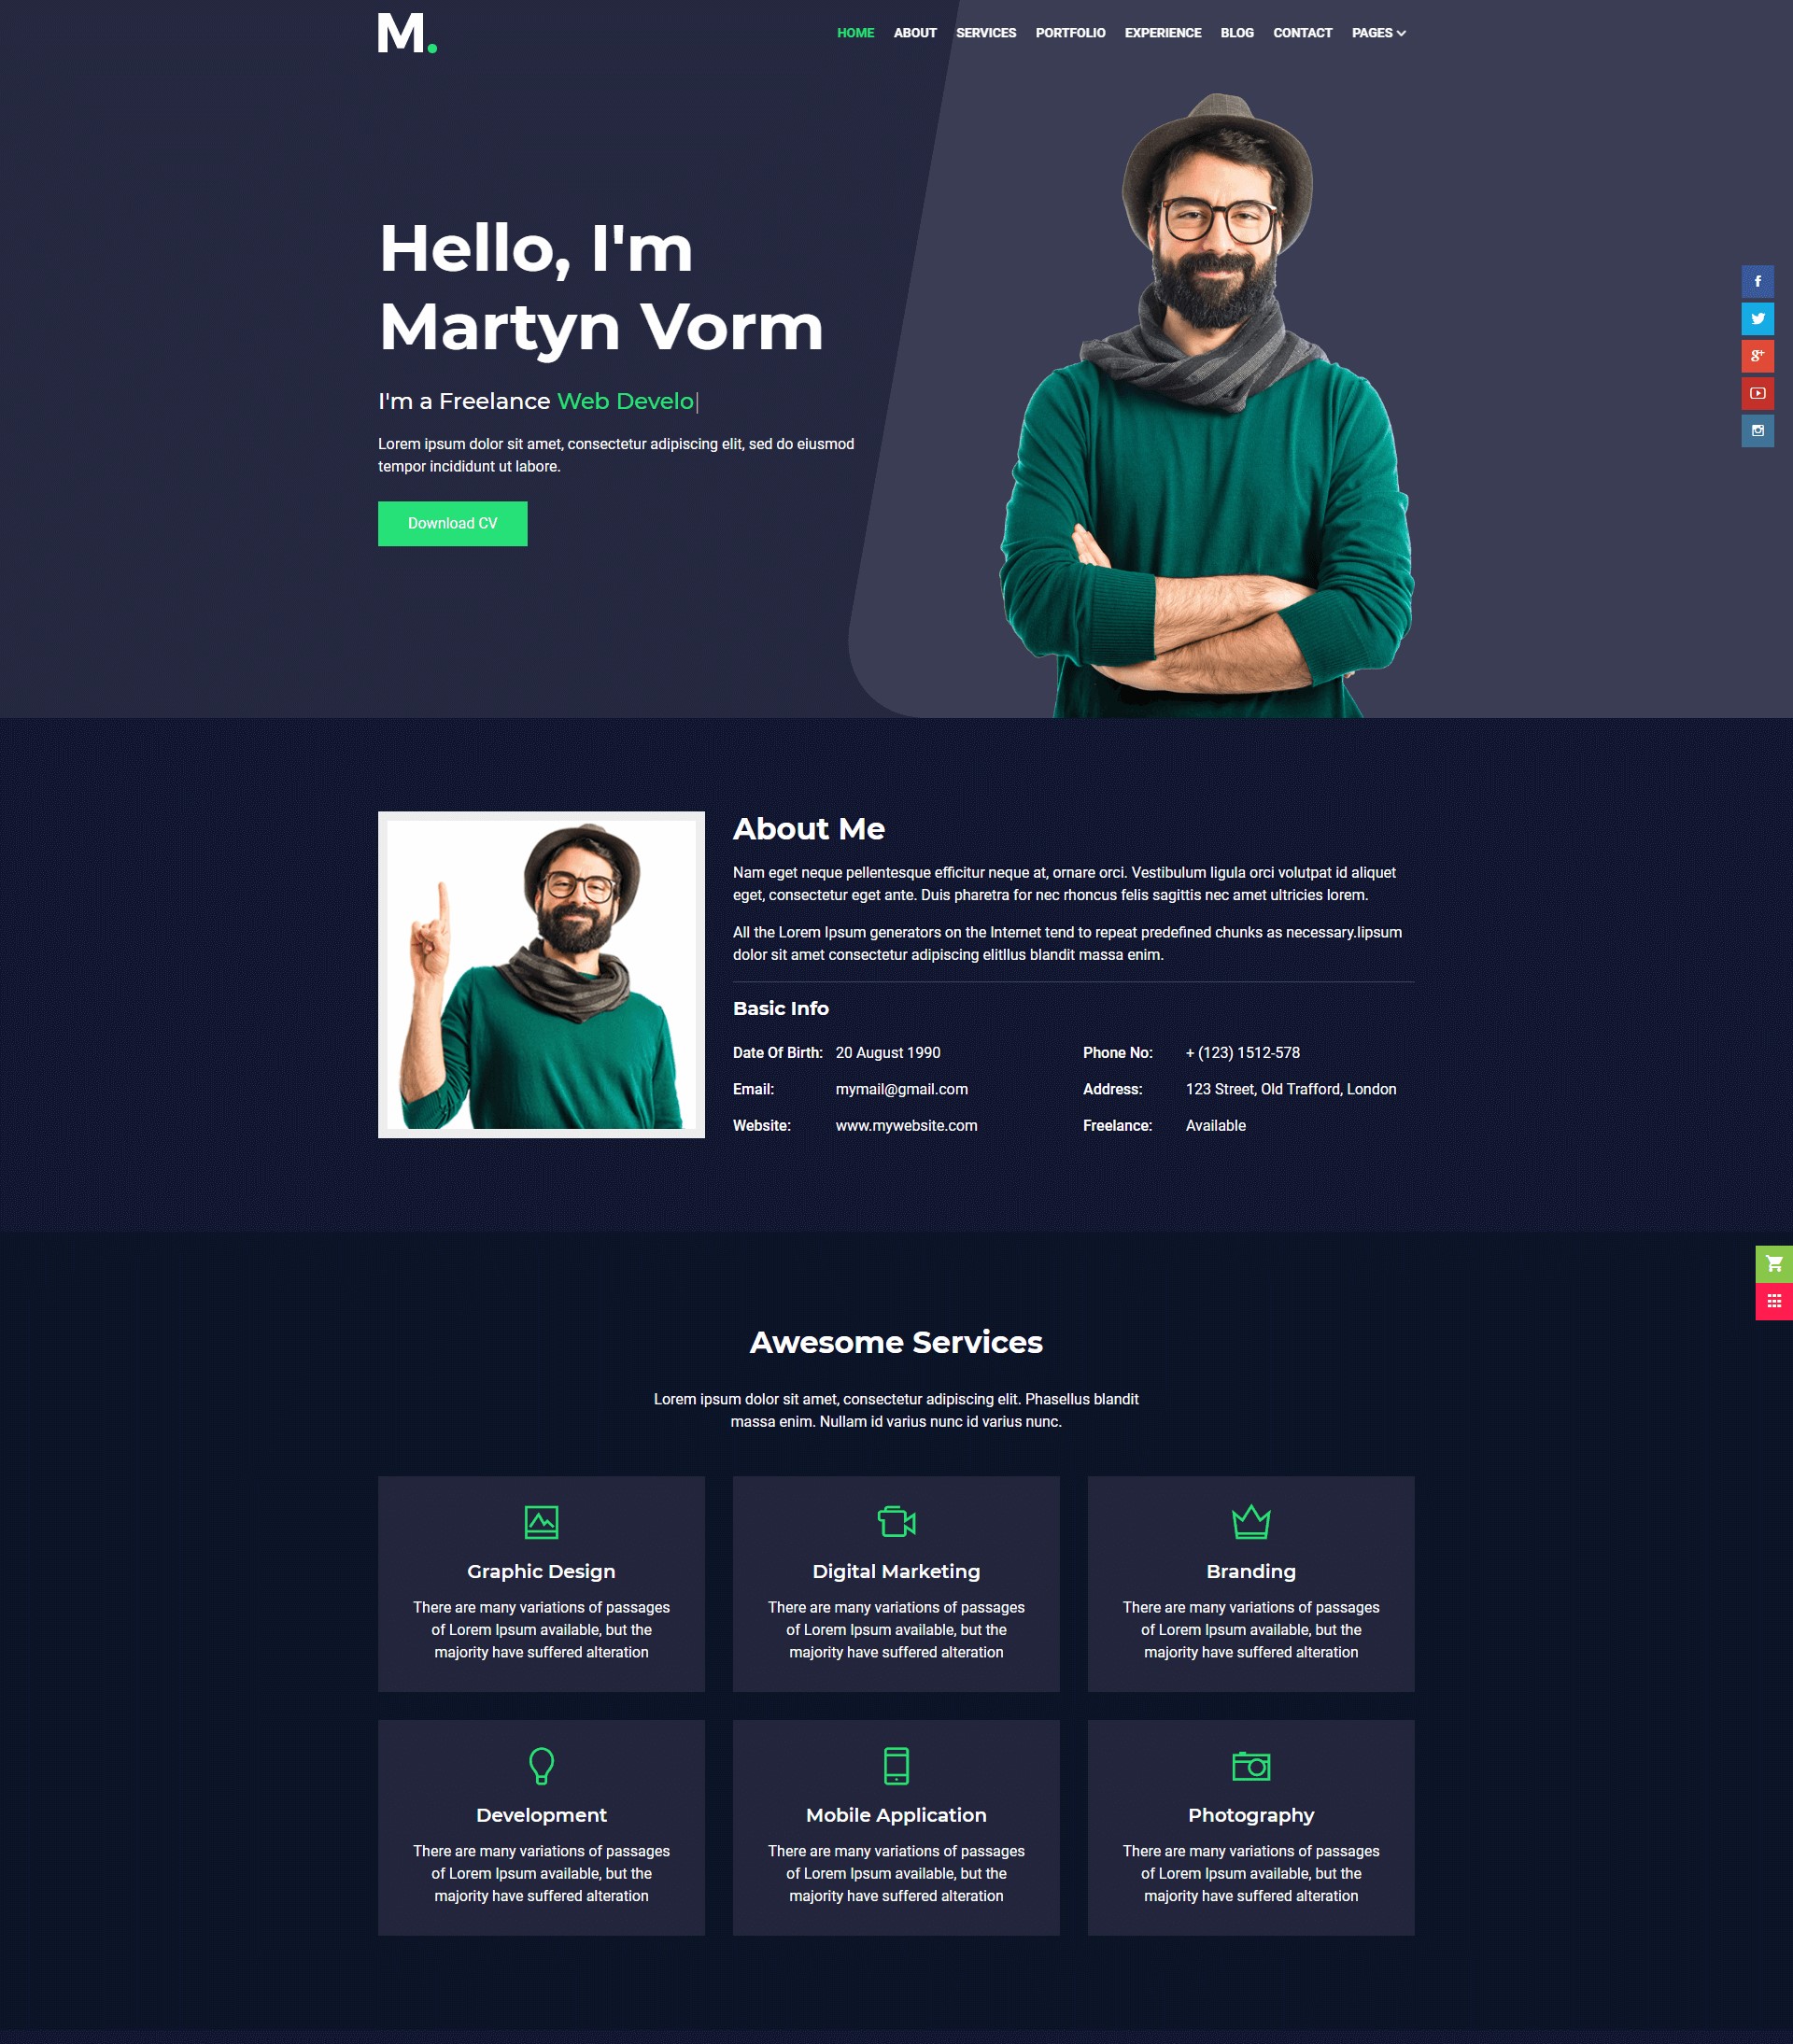 M.
HOME ABOUT SERVICES PORTFOLIO EXPERIENCE BLOG CONTACT PAGES
Hello, I'm
Martyn Vorm
I'm a Freelance Web Develo|
Lorem ipsum dolor sit amet, consectetur adipiscing elit, sed do eiusmod
tempor incididunt ut labore.
Download CV
About Me
Nam eget neque pellentesque efficitur neque at, ornare orci. Vestibulum ligula orci volutpat id aliquet
eget, consectetur eget ante. Duis pharetra for nec rhoncus felis sagittis nec amet ultricies lorem.
All the Lorem Ipsum generators on the Internet tend to repeat predefined chunks as necessary.Iipsum
dolor sit amet consectetur adipiscing elitllus blandit massa enim.
Basic Info
Date Of Birth: 20 August 1990 Phone No: + (123) 1512-578
Email: mymail@gmail.com Address: 123 Street, Old Trafford, London
Website: www.mywebsite.com Freelance: Available
Awesome Services
Lorem ipsum dolor sit amet, consectetur adipiscing elit. Phasellus blandit
massa enim. Nullam id varius nunc id varius nunc.
Graphic Design
There are many variations of passages
of Lorem Ipsum available, but the
majority have suffered alteration
Digital Marketing
There are many variations of passages
of Lorem Ipsum available, but the
majority have suffered alteration
Branding
There are many variations of passages
of Lorem Ipsum available, but the
majority have suffered alteration
Development
There are many variations of passages
of Lorem Ipsum available, but the
majority have suffered alteration
Mobile Application
There are many variations of passages
of Lorem Ipsum available, but the
majority have suffered alteration
Photography
There are many variations of passages
of Lorem Ipsum available, but the
majority have suffered alteration